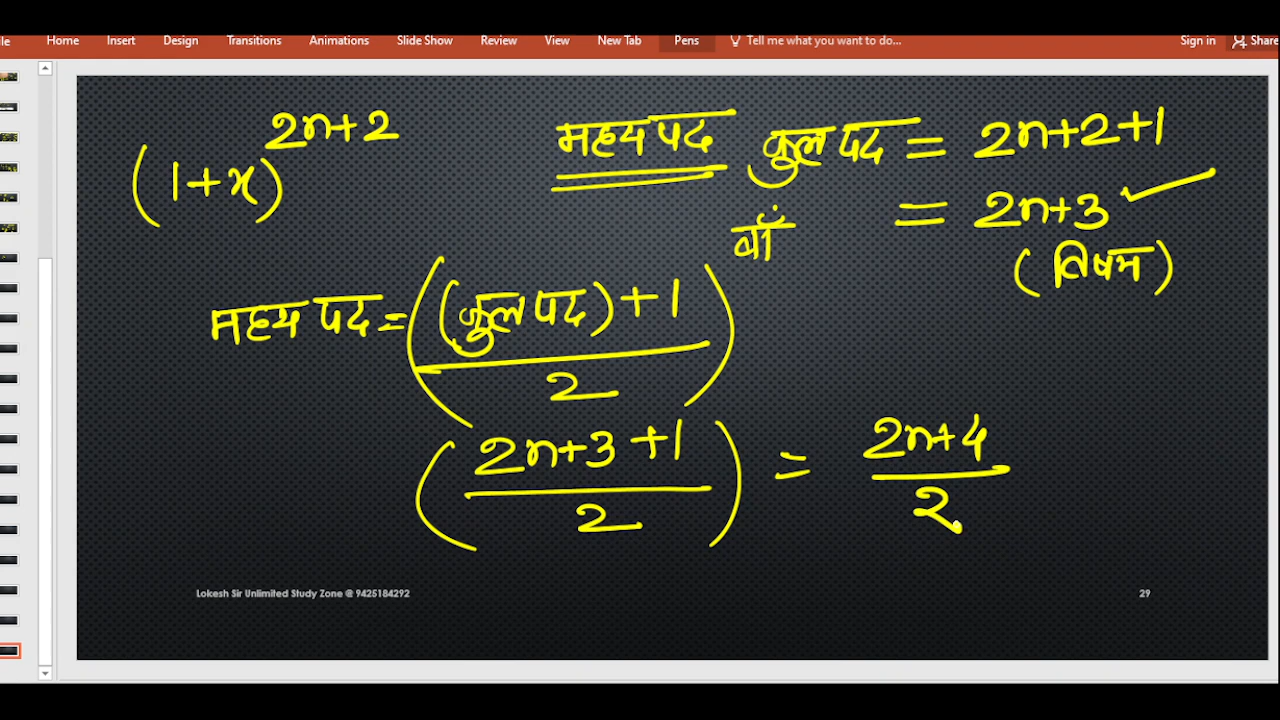 le Home Insert Design Transitions Animations Slide Show Review View New Tab Pens Tell me what you want to do... Sign in Share
(1+x)^{2n+2} मध्य पद कुल पद = 2n+2+1
= 2n+3 ✓
वाँ (विषम)
मध्य पद = ((कुल पद)+1 / 2)
(2n+3+1 / 2) = 2n+4 / 2
Lokesh Sir Unlimited Study Zone @ 9425184292 29